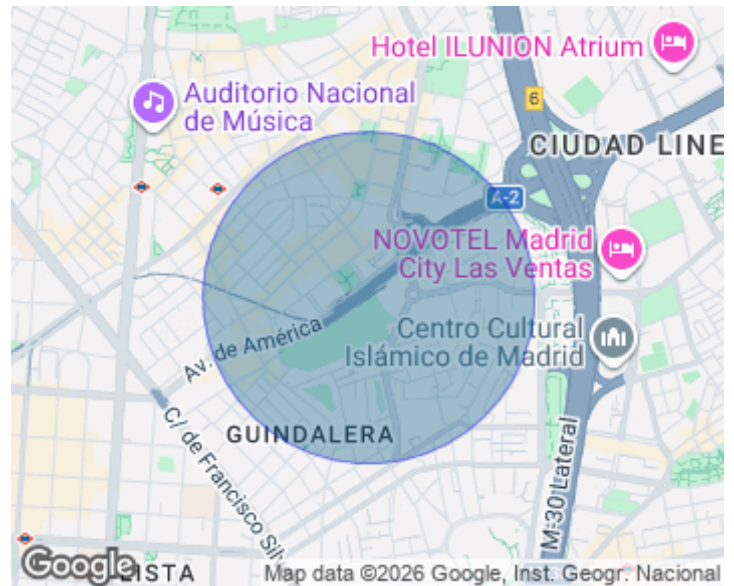 Hotel ILUNION Atrium
Auditorio Nacional
de Música
6
CIUDAD LINE
A-2
NOVOTEL Madrid
City Las Ventas
Av. de América
Centro Cultural
Islámico de Madrid
GUINDALERA
C/ de Francisco Silv
M-30 Lateral
Google
LISTA
Map data ©2026 Google, Inst. Geogr. Nacional